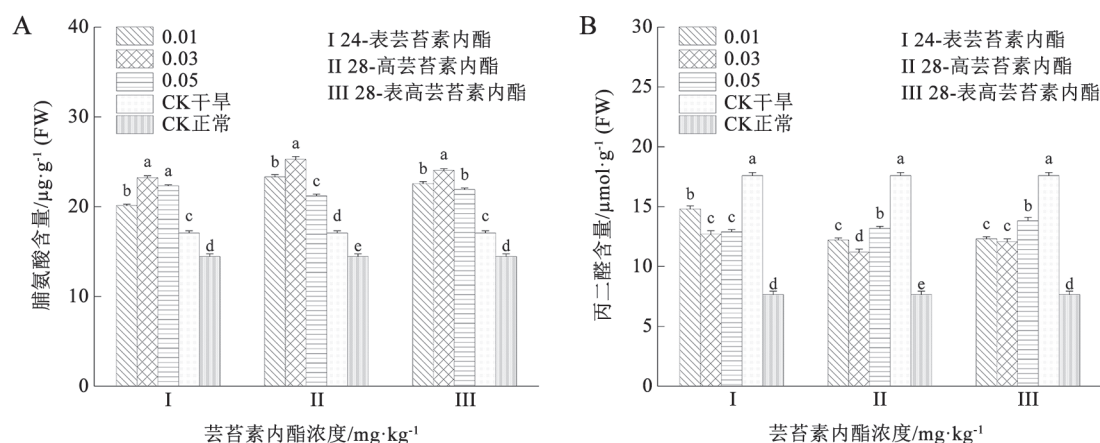 A
40
30
20
10
0
脯氨酸含量/μg·g⁻¹ (FW)
0.01
0.03
0.05
CK干旱
CK正常
I 24-表芸苔素内酯
II 28-高芸苔素内酯
III 28-表高芸苔素内酯
b a a c d
b a c d e
b a b c d
I II III
芸苔素内酯浓度/mg·kg⁻¹
B
30
25
20
15
10
5
0
丙二醛含量/μmol·g⁻¹ (FW)
0.01
0.03
0.05
CK干旱
CK正常
I 24-表芸苔素内酯
II 28-高芸苔素内酯
III 28-表高芸苔素内酯
b c c a d
c d b a e
c c b a d
I II III
芸苔素内酯浓度/mg·kg⁻¹